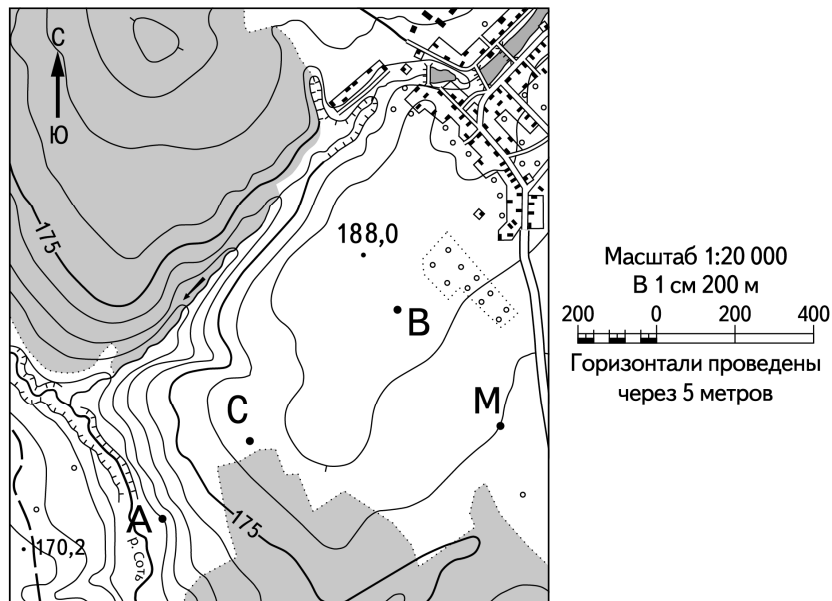 С
Ю
175
188,0
В
С
М
А
175
170,2
р. Соть
Масштаб 1:20 000
В 1 см 200 м
200 0 200 400
Горизонтали проведены
через 5 метров